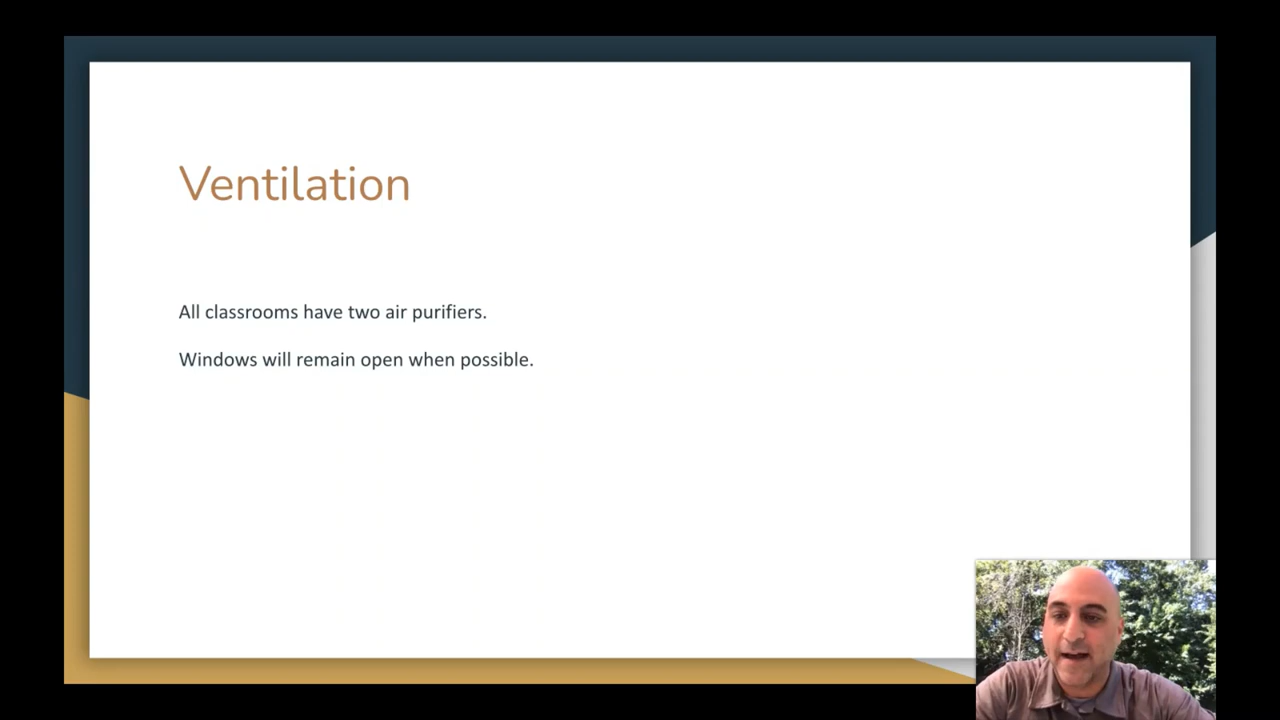 Ventilation
All classrooms have two air purifiers.
Windows will remain open when possible.